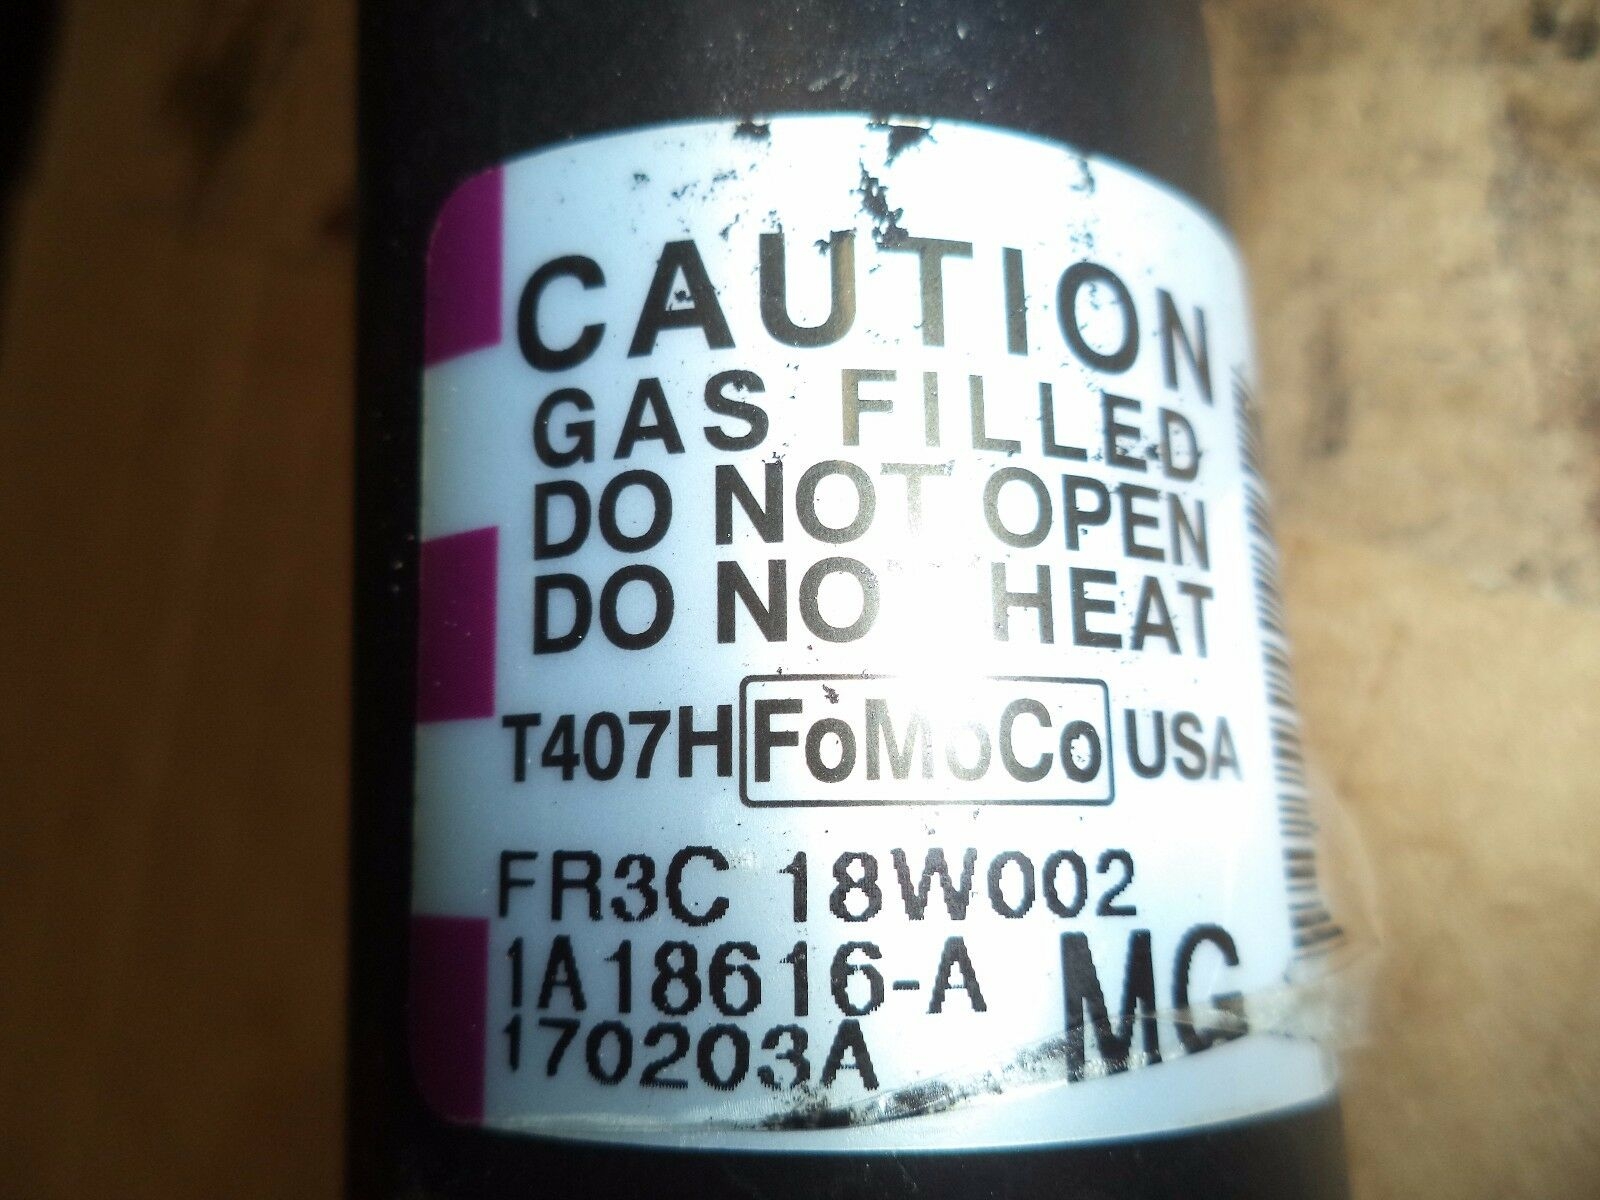 CAUTION
GAS FILLED
DO NOT OPEN
DO NOT HEAT
T407H FoMoCo USA
FR3C 18W002
1A18616-A MG
170203A